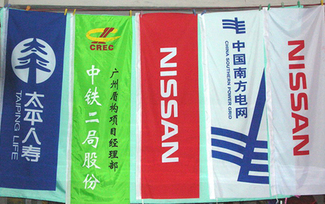 太平人寿
TAIPING LIFE
CREC
中铁二局股份
广州盾构项目经理部
NISSAN
中国南方电网
CHINA SOUTHERN POWER GRID
NISSAN